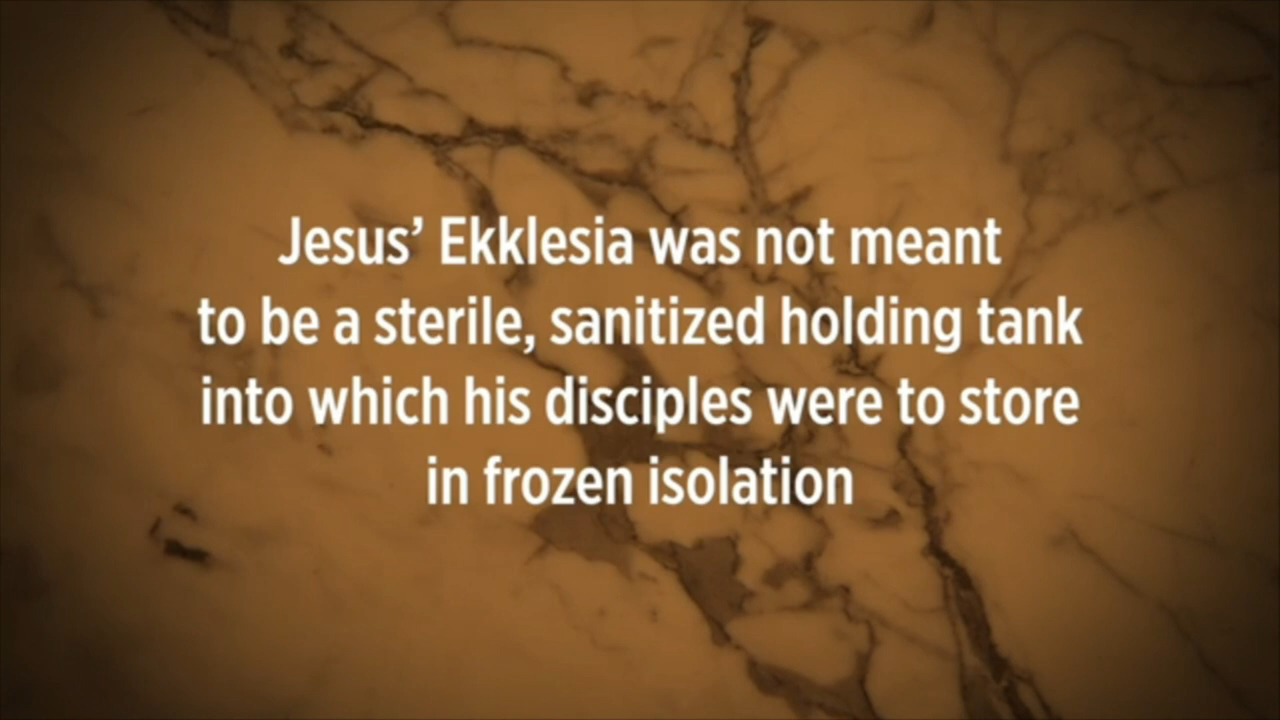 Jesus’ Ekklesia was not meant
to be a sterile, sanitized holding tank
into which his disciples were to store
in frozen isolation